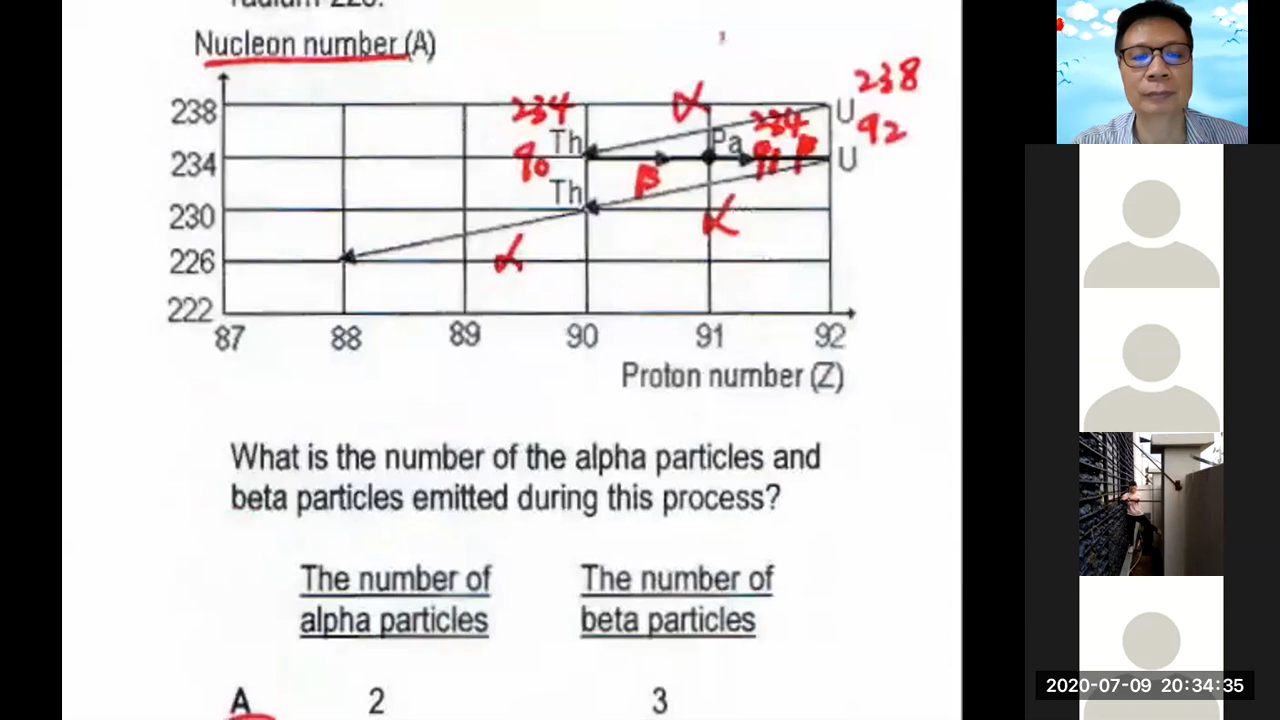 radium-226.
Nucleon number (A)
238
234
230
226
222
87 88 89 90 91 92
Proton number (Z)
234
90
Th
Th
α
β
α
α
Pa
234
91
β
U
238
92
U
What is the number of the alpha particles and
beta particles emitted during this process?
The number of The number of
alpha particles beta particles
A 2 3
2020-07-09 20:34:35